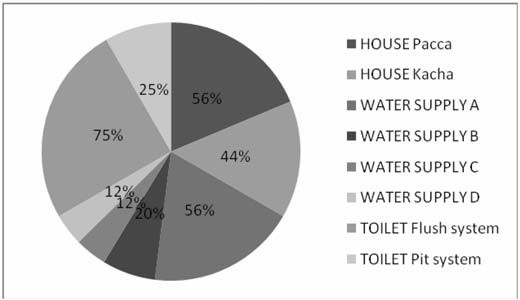 56%
44%
56%
20%
12%
12%
75%
25%
HOUSE Pacca
HOUSE Kacha
WATER SUPPLY A
WATER SUPPLY B
WATER SUPPLY C
WATER SUPPLY D
TOILET Flush system
TOILET Pit system